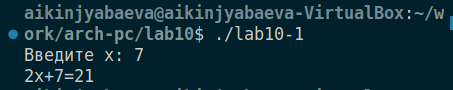 aikinjyabaeva@aikinjyabaeva-VirtualBox:~/w
ork/arch-pc/lab10$ ./lab10-1
Введите x: 7
2x+7=21